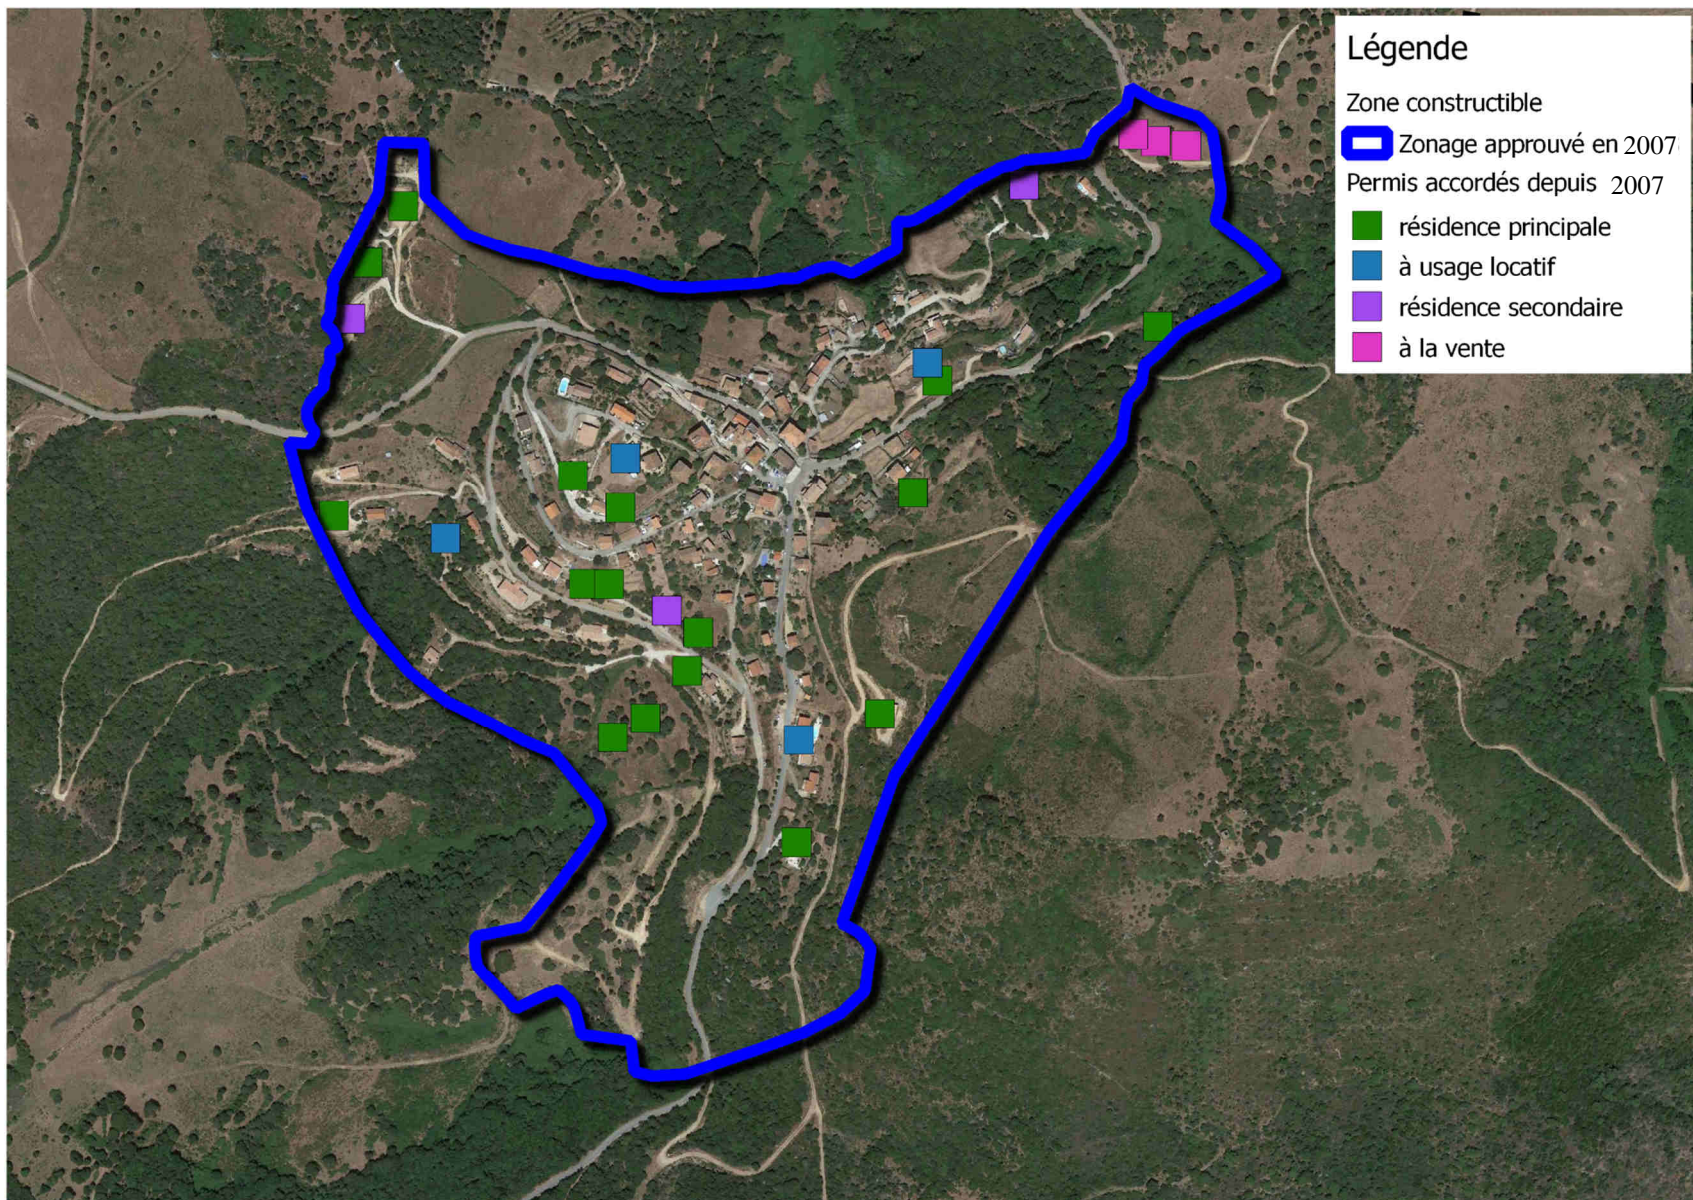 Légende
Zone constructible
Zonage approuvé en 2007
Permis accordés depuis 2007
résidence principale
à usage locatif
résidence secondaire
à la vente